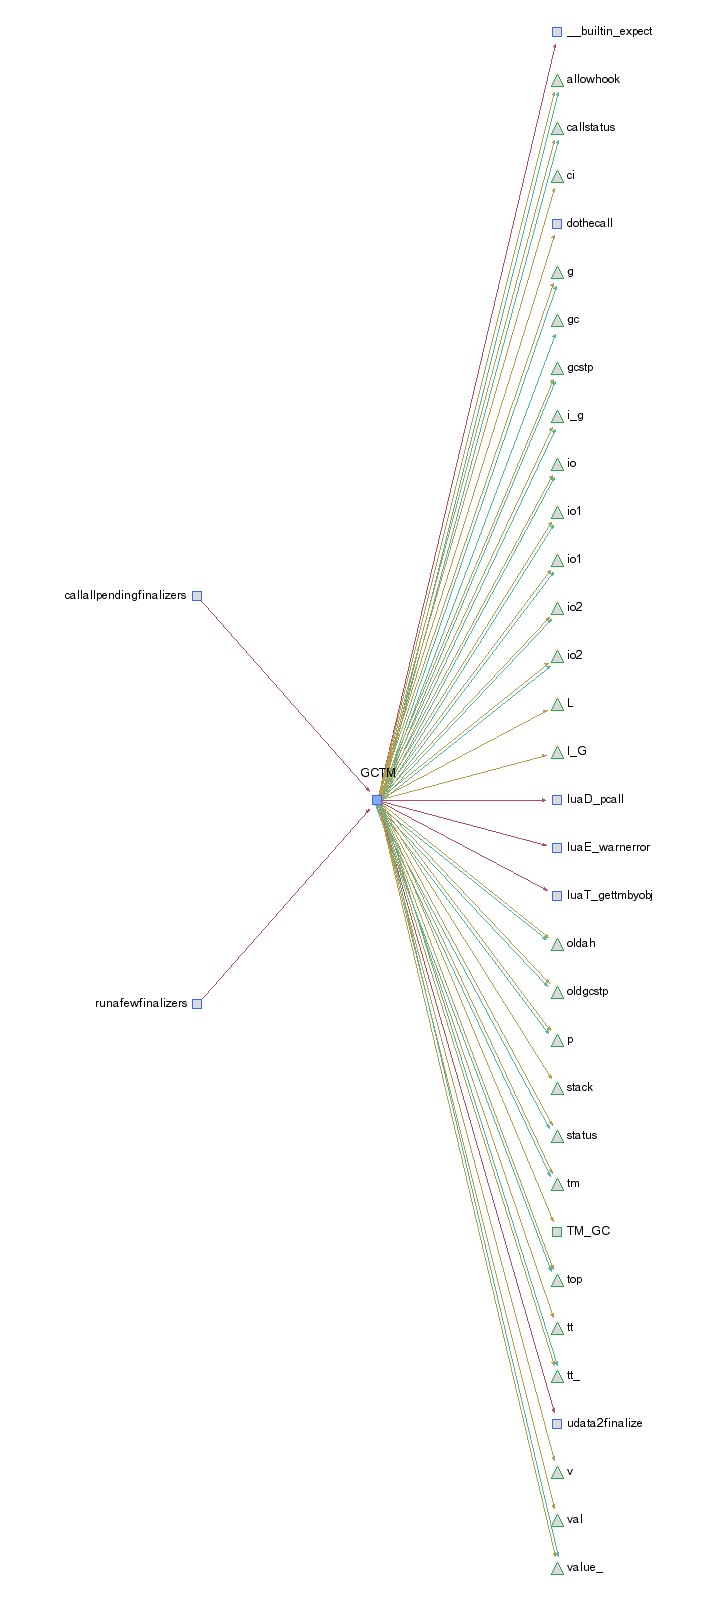 __builtin_expect
allowhook
callstatus
ci
dothecall
g
gc
gcstp
i_g
io
io1
io1
io2
io2
L
l_G
luaD_pcall
luaE_warnerror
luaT_gettmbyobj
oldah
oldgcstp
p
stack
status
tm
TM_GC
top
tt
tt_
udata2finalize
v
val
value_
callallpendingfinalizers
GCTM
runafewfinalizers